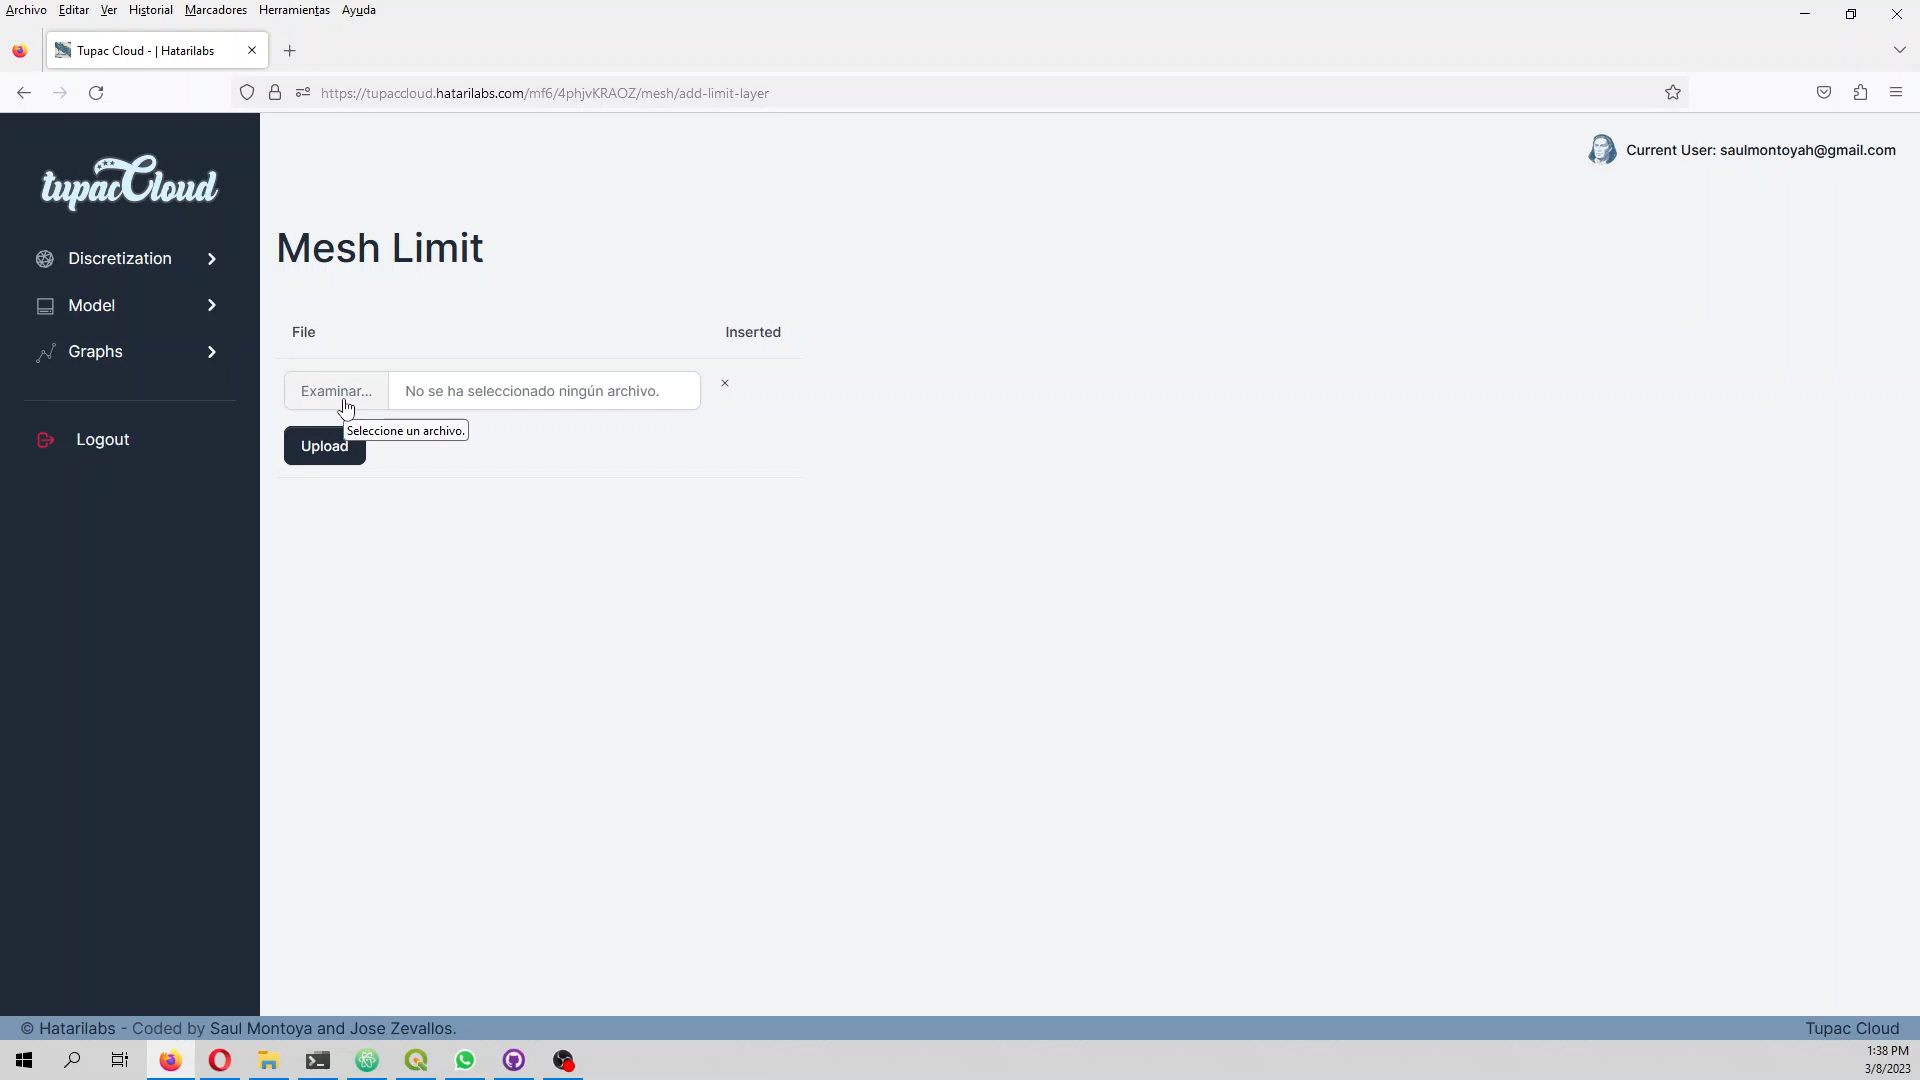 Archivo Editar Ver Historial Marcadores Herramientas Ayuda
Tupac Cloud - | Hatarilabs
https://tupaccloud.hatarilabs.com/mf6/4phjvKRAOZ/mesh/add-limit-layer
tupacCloud
Current User: saulmontoyah@gmail.com
Mesh Limit
Discretization
Model
Graphs
Logout
File Inserted
Examinar... No se ha seleccionado ningún archivo. ×
Seleccione un archivo.
Upload
© Hatarilabs - Coded by Saul Montoya and Jose Zevallos. Tupac Cloud
1:38 PM
3/8/2023